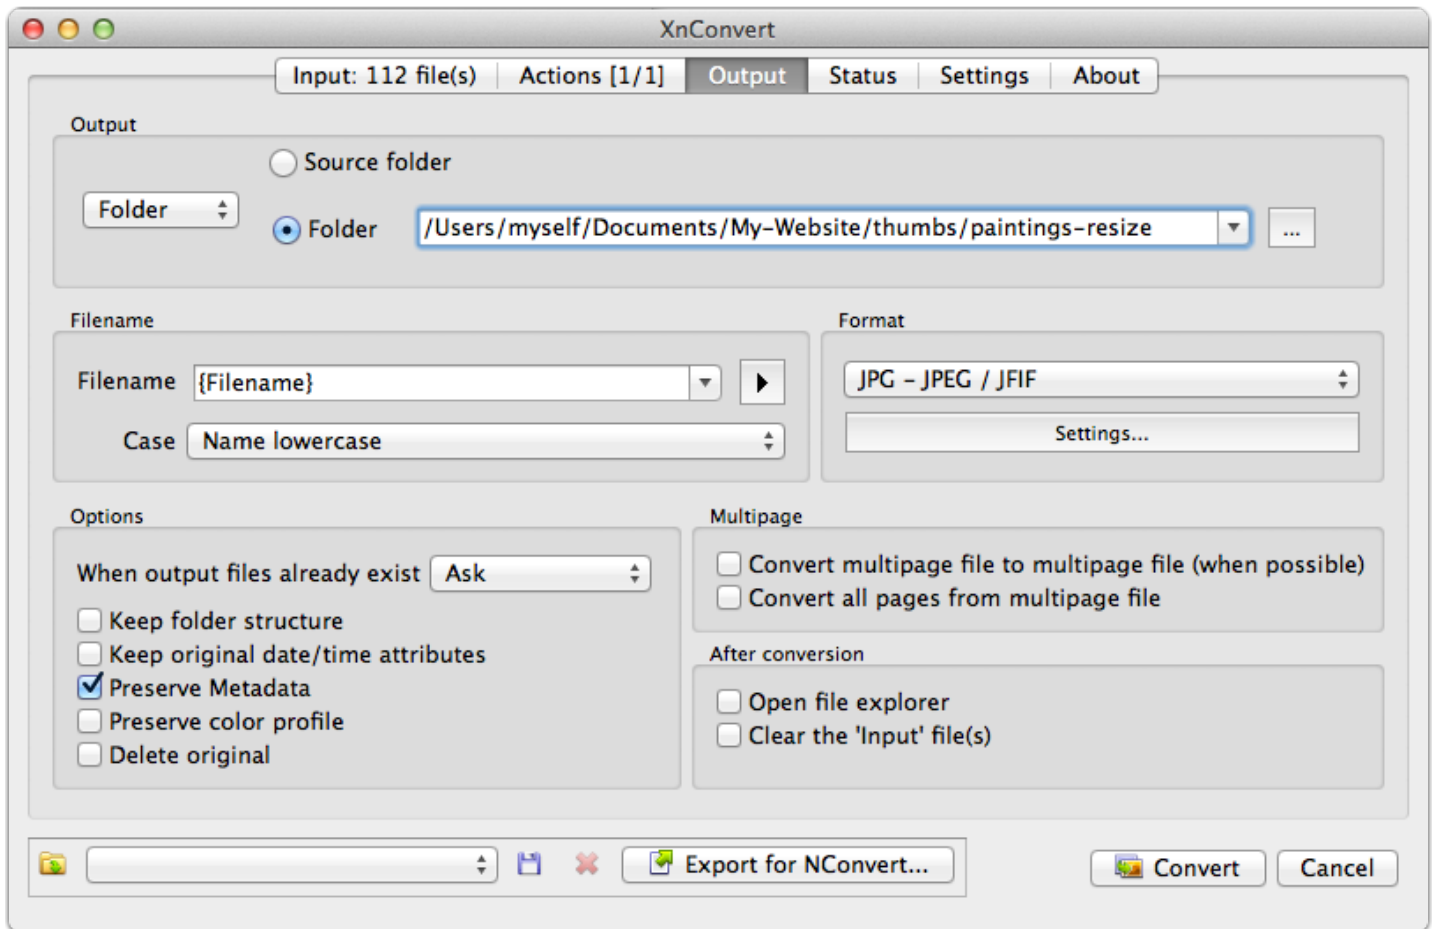 XnConvert
Input: 112 file(s) Actions [1/1] Output Status Settings About
Output
Source folder
Folder
Folder /Users/myself/Documents/My-Website/thumbs/paintings-resize ...
Filename
Filename {Filename}
Case Name lowercase
Format
JPG - JPEG / JFIF
Settings...
Options
When output files already exist Ask
Keep folder structure
Keep original date/time attributes
Preserve Metadata
Preserve color profile
Delete original
Multipage
Convert multipage file to multipage file (when possible)
Convert all pages from multipage file
After conversion
Open file explorer
Clear the 'Input' file(s)
Export for NConvert... Convert Cancel